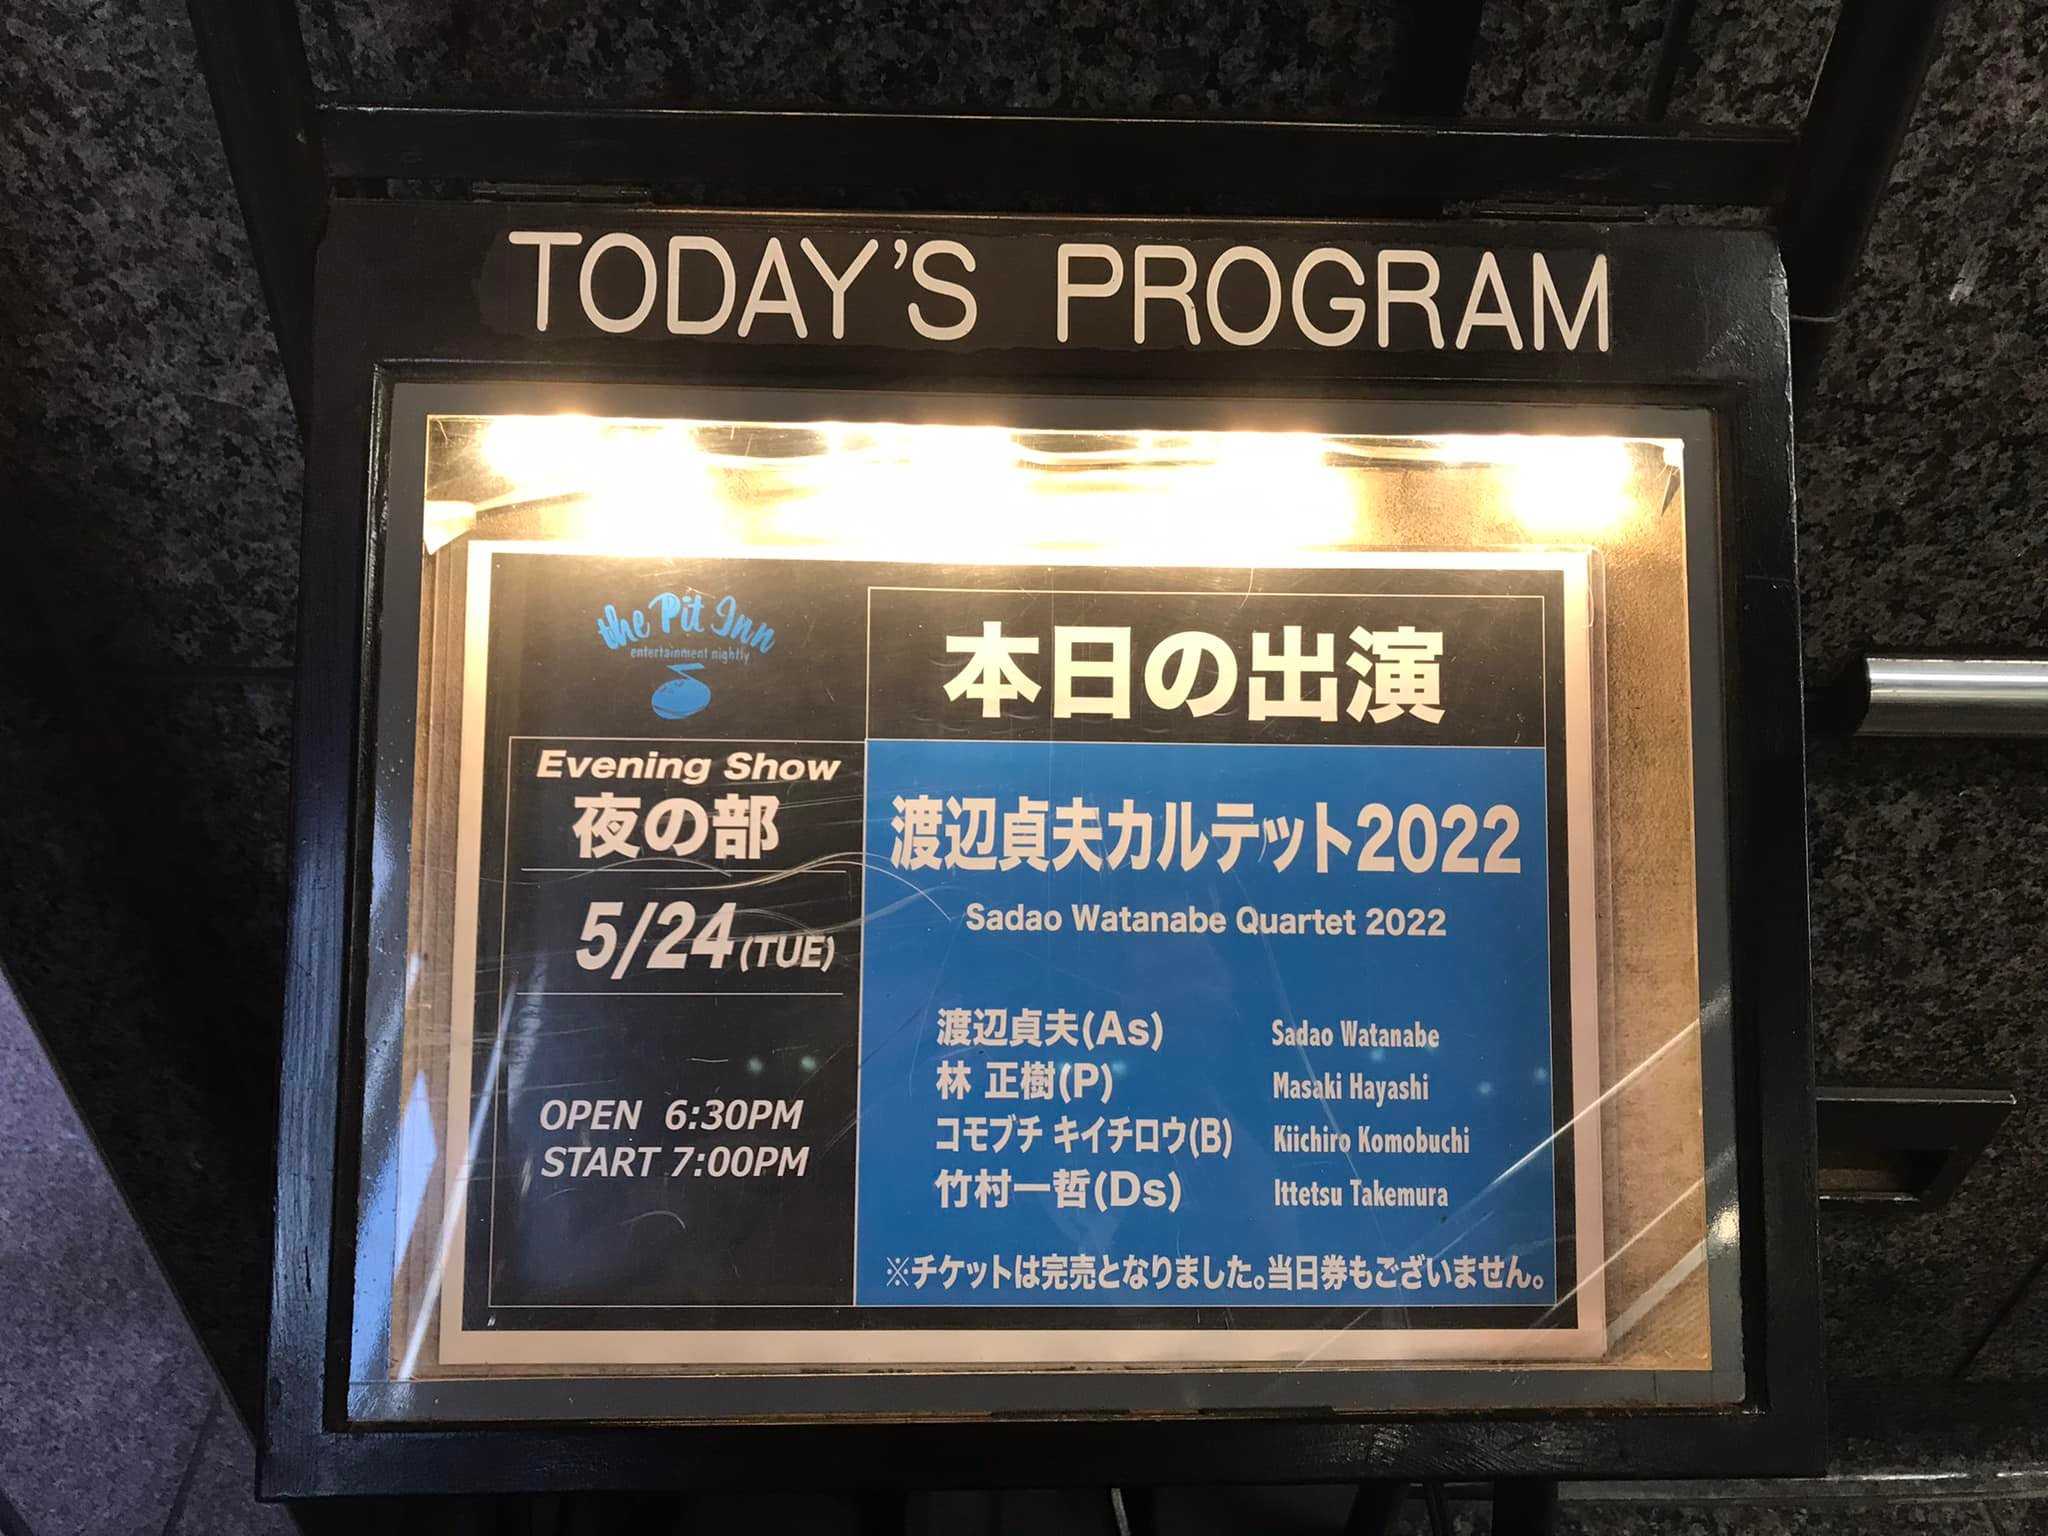 TODAY'S PROGRAM
the Pit Inn
entertainment nightly
本日の出演
Evening Show
夜の部
5/24(TUE)
OPEN 6:30PM
START 7:00PM
渡辺貞夫カルテット2022
Sadao Watanabe Quartet 2022
渡辺貞夫(As) Sadao Watanabe
林 正樹(P) Masaki Hayashi
コモブチ キイチロウ(B) Kiichiro Komobuchi
竹村一哲(Ds) Ittetsu Takemura
※チケットは完売となりました。当日券もございません。